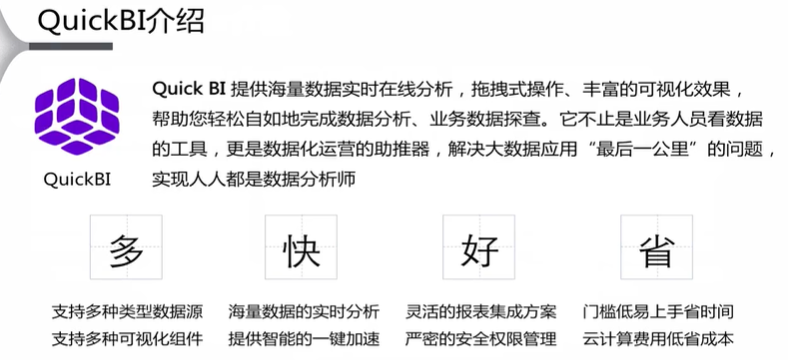 QuickBI介绍
Quick BI 提供海量数据实时在线分析，拖拽式操作、丰富的可视化效果，
帮助您轻松自如地完成数据分析、业务数据探查。它不止是业务人员看数据
的工具，更是数据化运营的助推器，解决大数据应用“最后一公里”的问题，
实现人人都是数据分析师
QuickBI
多 快 好 省
支持多种类型数据源 海量数据的实时分析 灵活的报表集成方案 门槛低易上手省时间
支持多种可视化组件 提供智能的一键加速 严密的安全权限管理 云计算费用低省成本